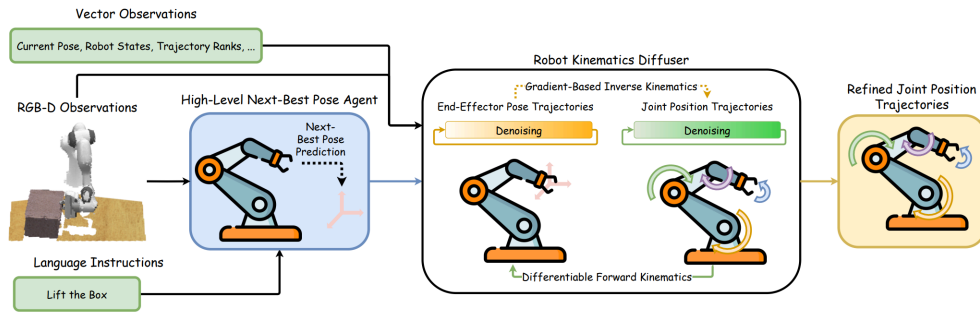 Vector Observations
Current Pose, Robot States, Trajectory Ranks, ...
RGB-D Observations
Language Instructions
Lift the Box
High-Level Next-Best Pose Agent
Next-
Best Pose
Prediction
Robot Kinematics Diffuser
Gradient-Based Inverse Kinematics
End-Effector Pose Trajectories
Joint Position Trajectories
Denoising
Denoising
Differentiable Forward Kinematics
Refined Joint Position
Trajectories